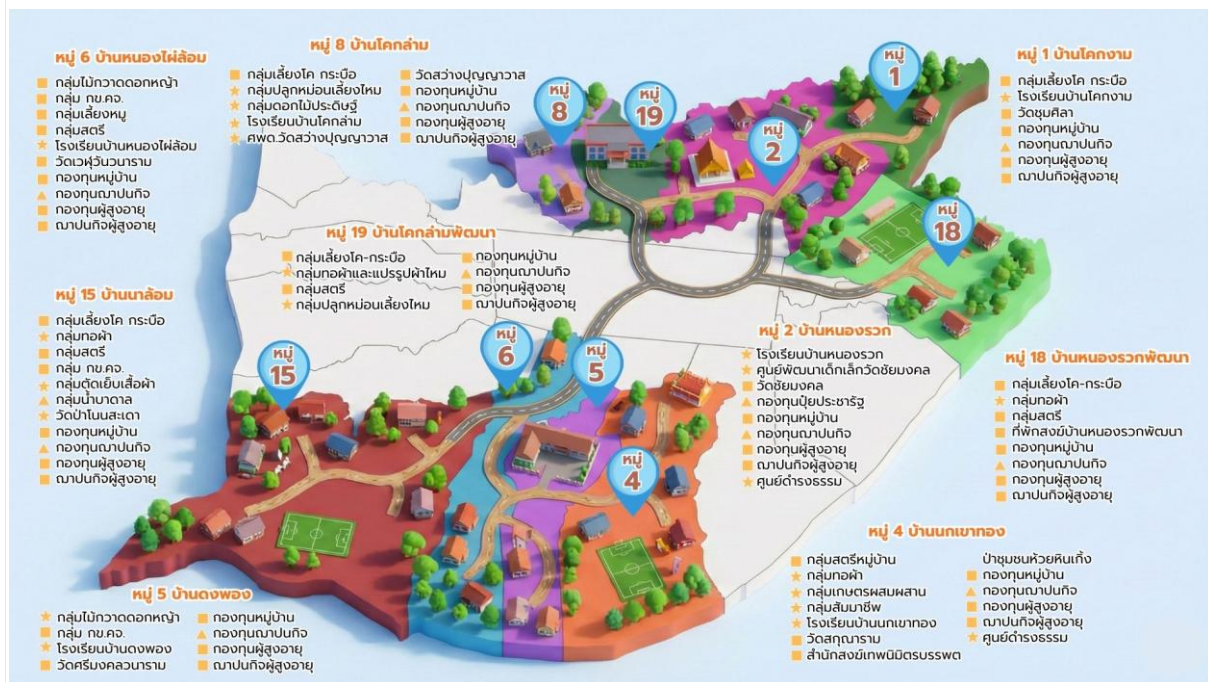 หมู่ 6 บ้านหนองไผ่ล้อม
กลุ่มไม้กวาดดอกหญ้า
กลุ่ม กข.คจ.
กลุ่มเลี้ยงหมู
กลุ่มสตรี
โรงเรียนบ้านหนองไผ่ล้อม
วัดเวฬุวันวนาราม
กองทุนหมู่บ้าน
กองทุนฌาปนกิจ
กองทุนผู้สูงอายุ
ฌาปนกิจผู้สูงอายุ
หมู่ 8 บ้านโคกล่าม
กลุ่มเลี้ยงโค กระบือ
กลุ่มปลูกหม่อนเลี้ยงไหม
กลุ่มดอกไม้ประดิษฐ์
โรงเรียนบ้านโคกล่าม
ศพด.วัดสว่างปุญญาวาส
วัดสว่างปุญญาวาส
กองทุนหมู่บ้าน
กองทุนฌาปนกิจ
กองทุนผู้สูงอายุ
ฌาปนกิจผู้สูงอายุ
หมู่ 8
หมู่ 19
หมู่ 2
หมู่ 1
หมู่ 18
หมู่ 1 บ้านโคกงาม
กลุ่มเลี้ยงโค กระบือ
โรงเรียนบ้านโคกงาม
วัดชุมศิลา
กองทุนหมู่บ้าน
กองทุนฌาปนกิจ
กองทุนผู้สูงอายุ
ฌาปนกิจผู้สูงอายุ
หมู่ 19 บ้านโคกล่ามพัฒนา
กลุ่มเลี้ยงโค-กระบือ
กลุ่มทอผ้าและแปรรูปผ้าไหม
กลุ่มสตรี
กลุ่มปลูกหม่อนเลี้ยงไหม
กองทุนหมู่บ้าน
กองทุนฌาปนกิจ
กองทุนผู้สูงอายุ
ฌาปนกิจผู้สูงอายุ
หมู่ 15 บ้านนาล้อม
กลุ่มเลี้ยงโค กระบือ
กลุ่มทอผ้า
กลุ่มสตรี
กลุ่ม กข.คจ.
กลุ่มตัดเย็บเสื้อผ้า
กลุ่มน้ำบาดาล
วัดป่าโนนสะเดา
กองทุนหมู่บ้าน
กองทุนฌาปนกิจ
กองทุนผู้สูงอายุ
ฌาปนกิจผู้สูงอายุ
หมู่ 15
หมู่ 6
หมู่ 5
หมู่ 4
หมู่ 2 บ้านหนองรวก
โรงเรียนบ้านหนองรวก
ศูนย์พัฒนาเด็กเล็กวัดชัยมงคล
วัดชัยมงคล
กองทุนปุ๋ยประชารัฐ
กองทุนหมู่บ้าน
กองทุนฌาปนกิจ
กองทุนผู้สูงอายุ
ฌาปนกิจผู้สูงอายุ
ศูนย์ดำรงธรรม
หมู่ 18 บ้านหนองรวกพัฒนา
กลุ่มเลี้ยงโค-กระบือ
กลุ่มทอผ้า
กลุ่มสตรี
ที่พักสงฆ์บ้านหนองรวกพัฒนา
กองทุนหมู่บ้าน
กองทุนฌาปนกิจ
กองทุนผู้สูงอายุ
ฌาปนกิจผู้สูงอายุ
หมู่ 5 บ้านดงพอง
กลุ่มไม้กวาดดอกหญ้า
กลุ่ม กข.คจ.
โรงเรียนบ้านดงพอง
วัดศรีมงคลวนาราม
กองทุนหมู่บ้าน
กองทุนฌาปนกิจ
กองทุนผู้สูงอายุ
ฌาปนกิจผู้สูงอายุ
หมู่ 4 บ้านนกเขาทอง
กลุ่มสตรีหมู่บ้าน
กลุ่มทอผ้า
กลุ่มเกษตรผสมผสาน
กลุ่มสัมมาชีพ
โรงเรียนบ้านนกเขาทอง
วัดสกุณาราม
สำนักสงฆ์เทพนิมิตรบรรพต
ป่าชุมชนห้วยหินเกิ้ง
กองทุนหมู่บ้าน
กองทุนฌาปนกิจ
กองทุนผู้สูงอายุ
ฌาปนกิจผู้สูงอายุ
ศูนย์ดำรงธรรม